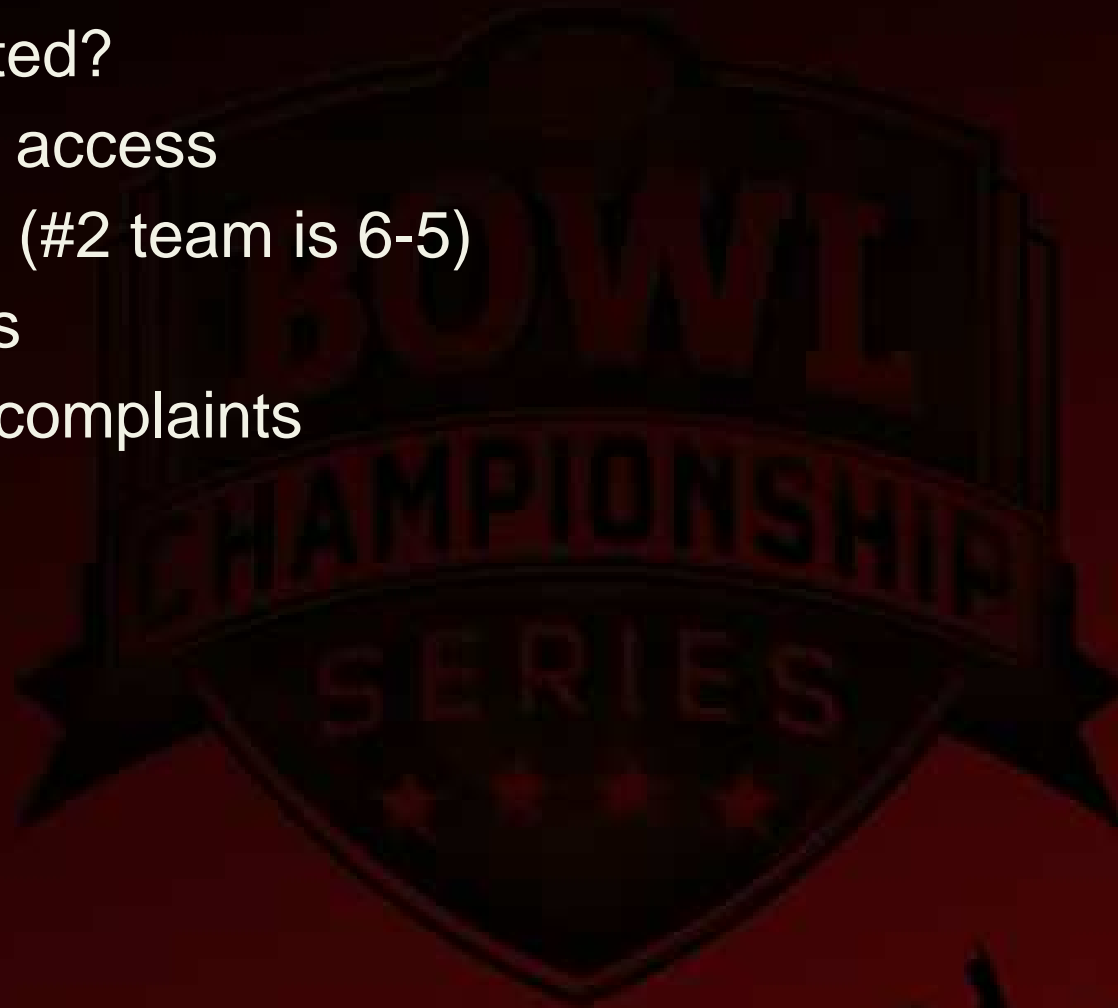 ted?
access
(#2 team is 6-5)
s
complaints
BOWL
CHAMPIONSHIP
SERIES